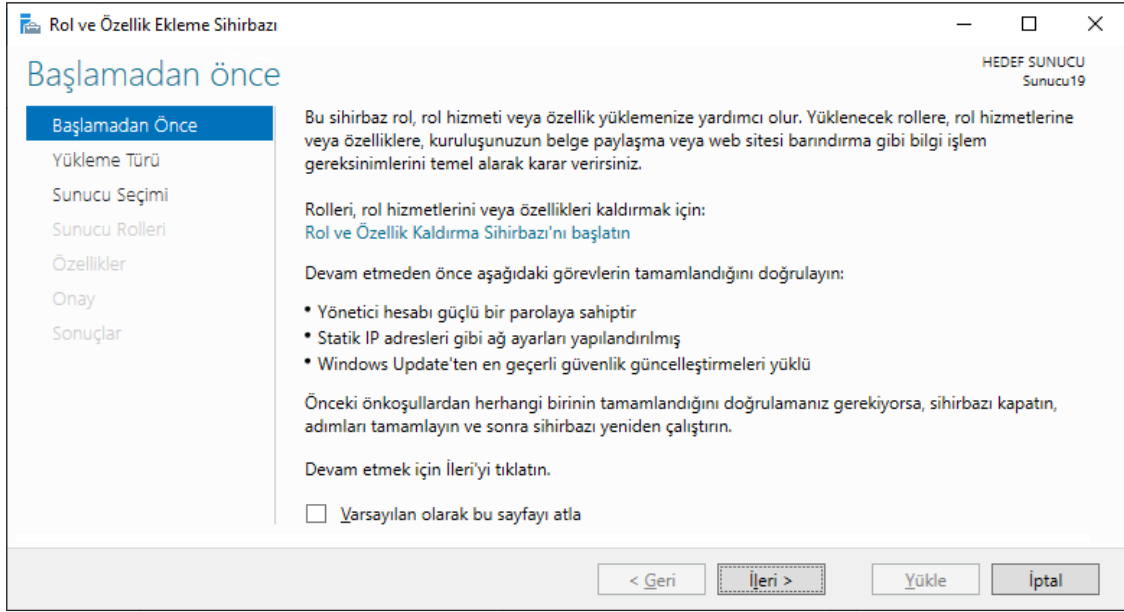 Rol ve Özellik Ekleme Sihirbazı
Başlamadan önce
HEDEF SUNUCU
Sunucu19
Başlamadan Önce
Yükleme Türü
Sunucu Seçimi
Sunucu Rolleri
Özellikler
Onay
Sonuçlar
Bu sihirbaz rol, rol hizmeti veya özellik yüklemenize yardımcı olur. Yüklenecek rollere, rol hizmetlerine
veya özelliklere, kuruluşunuzun belge paylaşma veya web sitesi barındırma gibi bilgi işlem
gereksinimlerini temel alarak karar verirsiniz.
Rolleri, rol hizmetlerini veya özellikleri kaldırmak için:
Rol ve Özellik Kaldırma Sihirbazı'nı başlatın
Devam etmeden önce aşağıdaki görevlerin tamamlandığını doğrulayın:
• Yönetici hesabı güçlü bir parolaya sahiptir
• Statik IP adresleri gibi ağ ayarları yapılandırılmış
• Windows Update'ten en geçerli güvenlik güncelleştirmeleri yüklü
Önceki önkoşullardan herhangi birinin tamamlandığını doğrulamanız gerekiyorsa, sihirbazı kapatın,
adımları tamamlayın ve sonra sihirbazı yeniden çalıştırın.
Devam etmek için İleri'yi tıklatın.
Varsayılan olarak bu sayfayı atla
< Geri
İleri >
Yükle
İptal